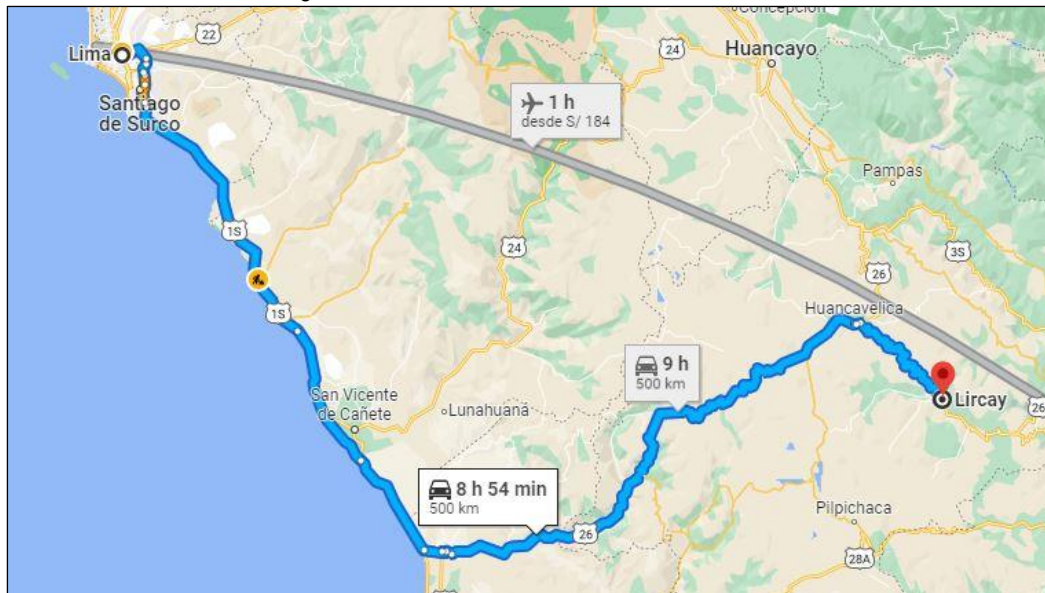 Concepción
22
Lima
24
Huancayo
Santiago
de Surco
1 h
desde S/ 184
Pampas
1S
24
3S
26
1S
Huancavelica
9 h
500 km
San Vicente
de Cañete
Lunahuaná
Lircay
26
8 h 54 min
500 km
Pilpichaca
26
28A